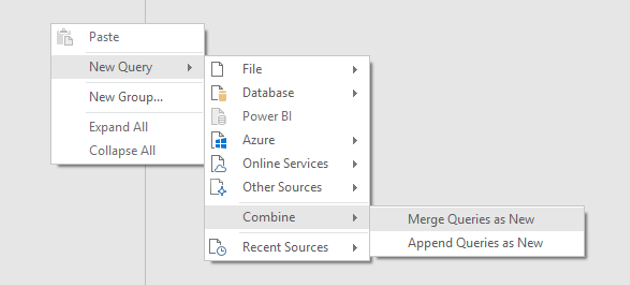 Paste
New Query
New Group...
Expand All
Collapse All
File
Database
Power BI
Azure
Online Services
Other Sources
Combine
Recent Sources
Merge Queries as New
Append Queries as New